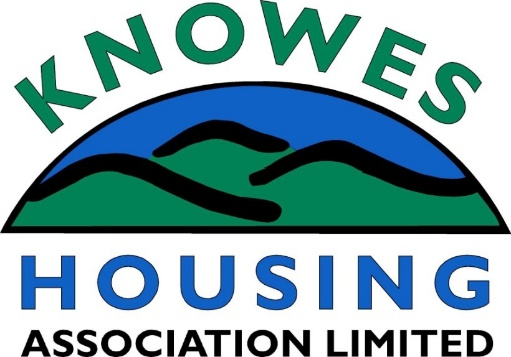 KNOWES
HOUSING
ASSOCIATION LIMITED